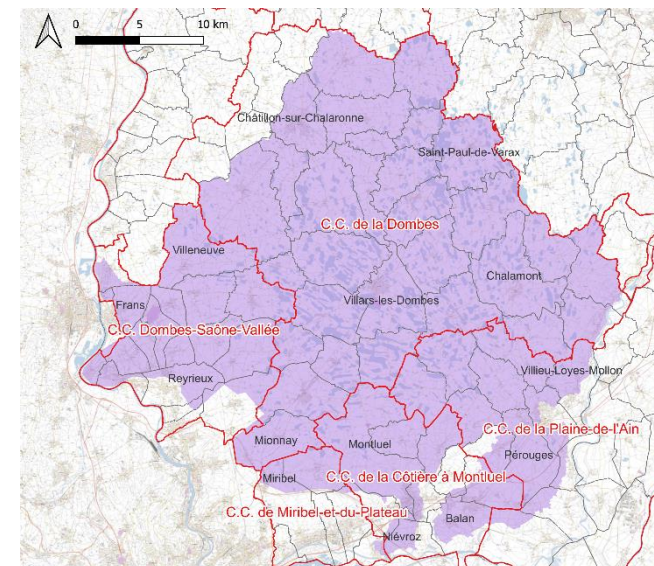 0 5 10 km
Châtillon-sur-Chalaronne
Saint-Paul-de-Varax
C.C. de la Dombes
Villeneuve
Chalamont
Frans
Villars-les-Dombes
C.C. Dombes-Saône-Vallée
Reyrieux
Villieu-Loyes-Mollon
C.C. de la Plaine-de-l'Ain
Mionnay
Montluel
Pérouges
Miribel
C.C. de la Côtière à Montluel
C.C. de Miribel-et-du-Plateau
Balan
Niévroz